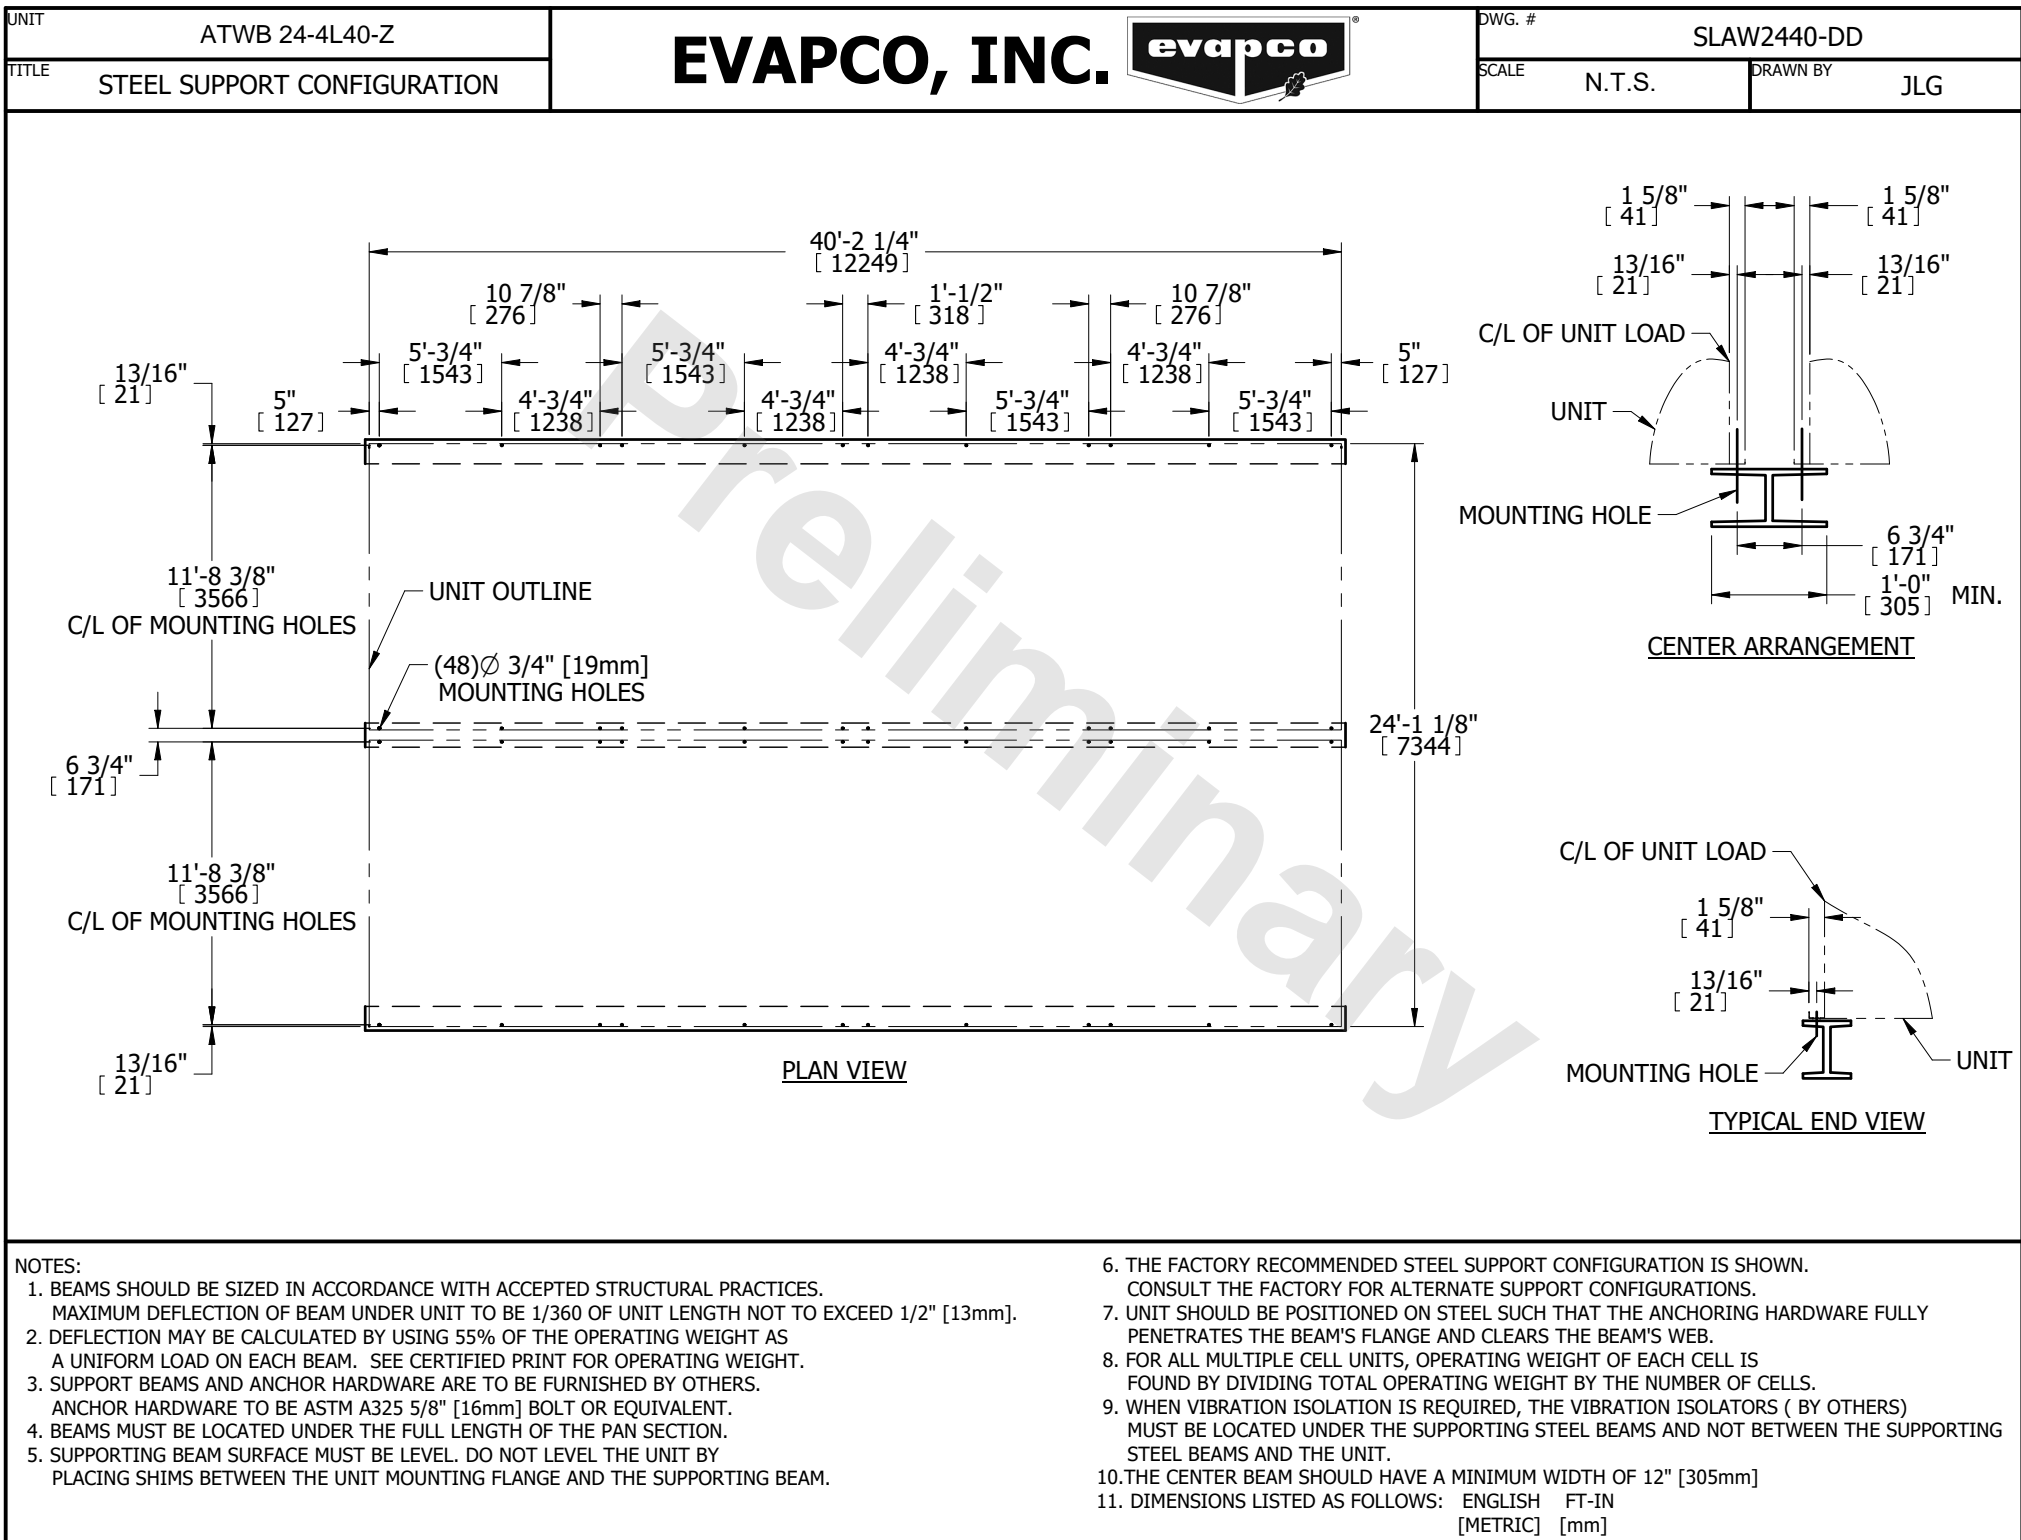 UNIT
ATWB 24-4L40-Z
TITLE
STEEL SUPPORT CONFIGURATION
EVAPCO, INC.
evapco
®
DWG. #
SLAW2440-DD
SCALE
N.T.S.
DRAWN BY
JLG
40'-2 1/4"
[ 12249]
10 7/8"
[ 276]
1'-1/2"
[ 318 ]
10 7/8"
[ 276]
5'-3/4"
[ 1543]
5'-3/4"
[ 1543]
4'-3/4"
[ 1238]
4'-3/4"
[ 1238]
5"
[ 127]
13/16"
[ 21]
5"
[ 127]
4'-3/4"
[ 1238]
4'-3/4"
[ 1238]
5'-3/4"
[ 1543]
5'-3/4"
[ 1543]
11'-8 3/8"
[ 3566]
C/L OF MOUNTING HOLES
UNIT OUTLINE
(48)∅ 3/4" [19mm]
MOUNTING HOLES
6 3/4"
[ 171]
24'-1 1/8"
[ 7344]
11'-8 3/8"
[ 3566]
C/L OF MOUNTING HOLES
13/16"
[ 21]
PLAN VIEW
Preliminary
1 5/8"
[ 41]
1 5/8"
[ 41]
13/16"
[ 21]
13/16"
[ 21]
C/L OF UNIT LOAD
UNIT
MOUNTING HOLE
6 3/4"
[ 171]
1'-0"
[ 305] MIN.
CENTER ARRANGEMENT
C/L OF UNIT LOAD
1 5/8"
[ 41]
13/16"
[ 21]
MOUNTING HOLE
UNIT
TYPICAL END VIEW
NOTES:
1. BEAMS SHOULD BE SIZED IN ACCORDANCE WITH ACCEPTED STRUCTURAL PRACTICES.
MAXIMUM DEFLECTION OF BEAM UNDER UNIT TO BE 1/360 OF UNIT LENGTH NOT TO EXCEED 1/2" [13mm].
2. DEFLECTION MAY BE CALCULATED BY USING 55% OF THE OPERATING WEIGHT AS
A UNIFORM LOAD ON EACH BEAM. SEE CERTIFIED PRINT FOR OPERATING WEIGHT.
3. SUPPORT BEAMS AND ANCHOR HARDWARE ARE TO BE FURNISHED BY OTHERS.
ANCHOR HARDWARE TO BE ASTM A325 5/8" [16mm] BOLT OR EQUIVALENT.
4. BEAMS MUST BE LOCATED UNDER THE FULL LENGTH OF THE PAN SECTION.
5. SUPPORTING BEAM SURFACE MUST BE LEVEL. DO NOT LEVEL THE UNIT BY
PLACING SHIMS BETWEEN THE UNIT MOUNTING FLANGE AND THE SUPPORTING BEAM.
6. THE FACTORY RECOMMENDED STEEL SUPPORT CONFIGURATION IS SHOWN.
CONSULT THE FACTORY FOR ALTERNATE SUPPORT CONFIGURATIONS.
7. UNIT SHOULD BE POSITIONED ON STEEL SUCH THAT THE ANCHORING HARDWARE FULLY
PENETRATES THE BEAM'S FLANGE AND CLEARS THE BEAM'S WEB.
8. FOR ALL MULTIPLE CELL UNITS, OPERATING WEIGHT OF EACH CELL IS
FOUND BY DIVIDING TOTAL OPERATING WEIGHT BY THE NUMBER OF CELLS.
9. WHEN VIBRATION ISOLATION IS REQUIRED, THE VIBRATION ISOLATORS ( BY OTHERS)
MUST BE LOCATED UNDER THE SUPPORTING STEEL BEAMS AND NOT BETWEEN THE SUPPORTING
STEEL BEAMS AND THE UNIT.
10.THE CENTER BEAM SHOULD HAVE A MINIMUM WIDTH OF 12" [305mm]
11. DIMENSIONS LISTED AS FOLLOWS: ENGLISH FT-IN
[METRIC] [mm]